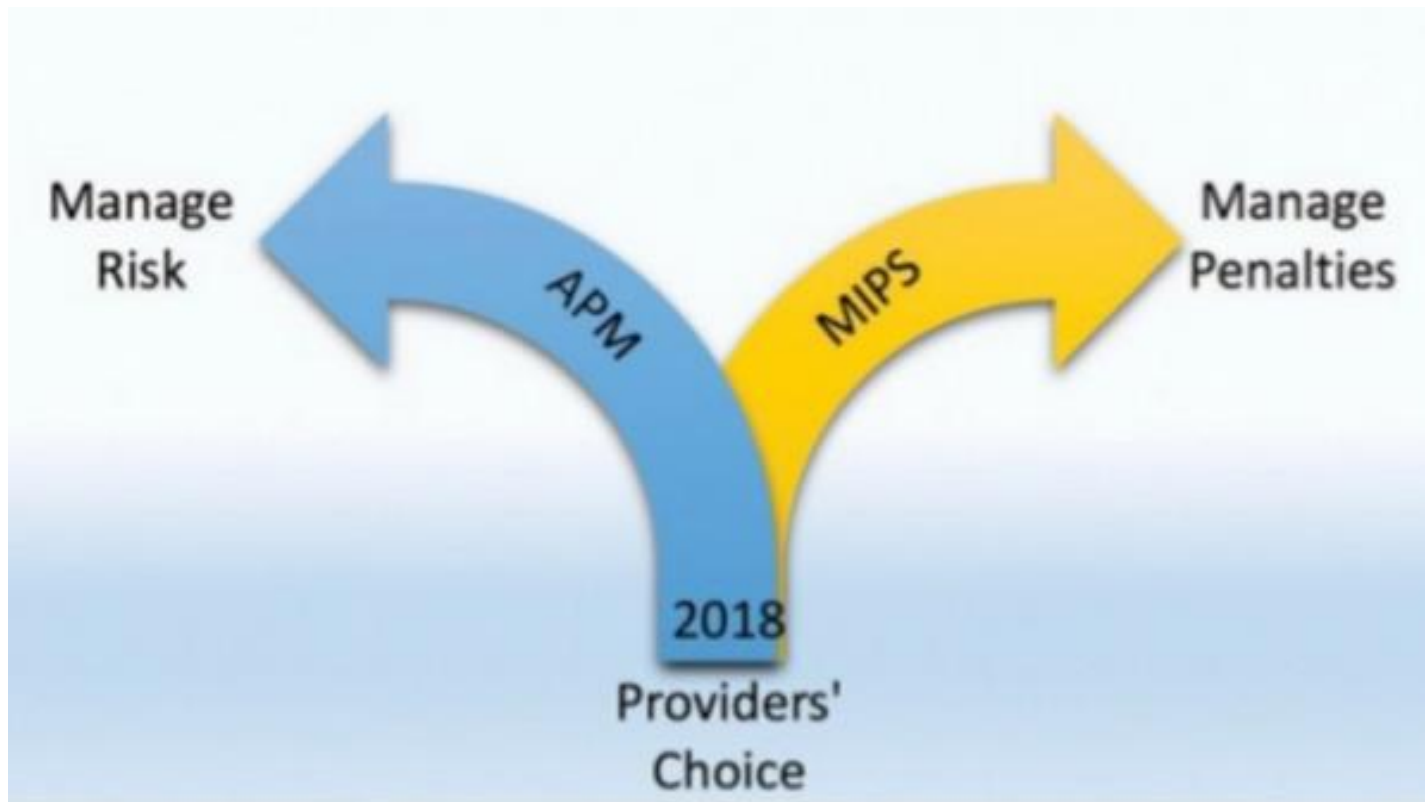 Manage
Risk
APM
MIPS
Manage
Penalties
2018
Providers'
Choice